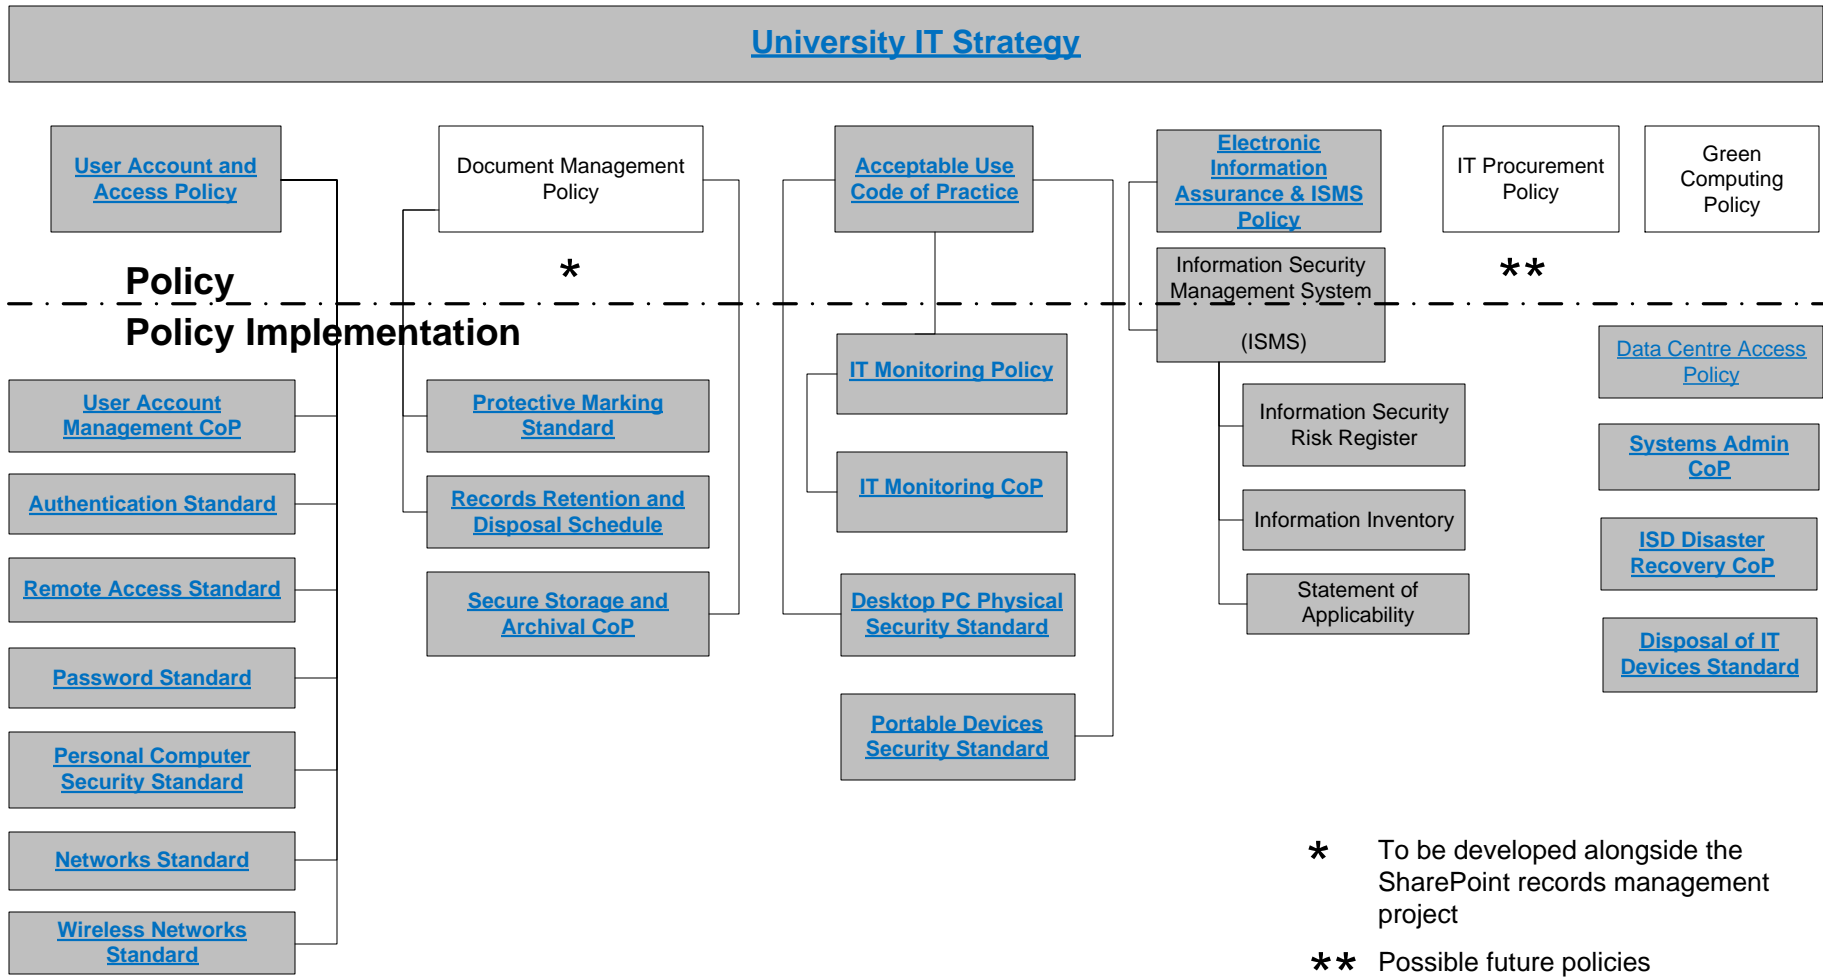 University IT Strategy
User Account and
Access Policy
Document Management
Policy
Acceptable Use
Code of Practice
Electronic
Information
Assurance & ISMS
Policy
IT Procurement
Policy
Green
Computing
Policy
Policy
*
Information Security
Management System
(ISMS)
**
Policy Implementation
User Account
Management CoP
Authentication Standard
Remote Access Standard
Password Standard
Personal Computer
Security Standard
Networks Standard
Wireless Networks
Standard
Protective Marking
Standard
Records Retention and
Disposal Schedule
Secure Storage and
Archival CoP
IT Monitoring Policy
IT Monitoring CoP
Desktop PC Physical
Security Standard
Portable Devices
Security Standard
Information Security
Risk Register
Information Inventory
Statement of
Applicability
Data Centre Access
Policy
Systems Admin
CoP
ISD Disaster
Recovery CoP
Disposal of IT
Devices Standard
* To be developed alongside the
SharePoint records management
project
** Possible future policies